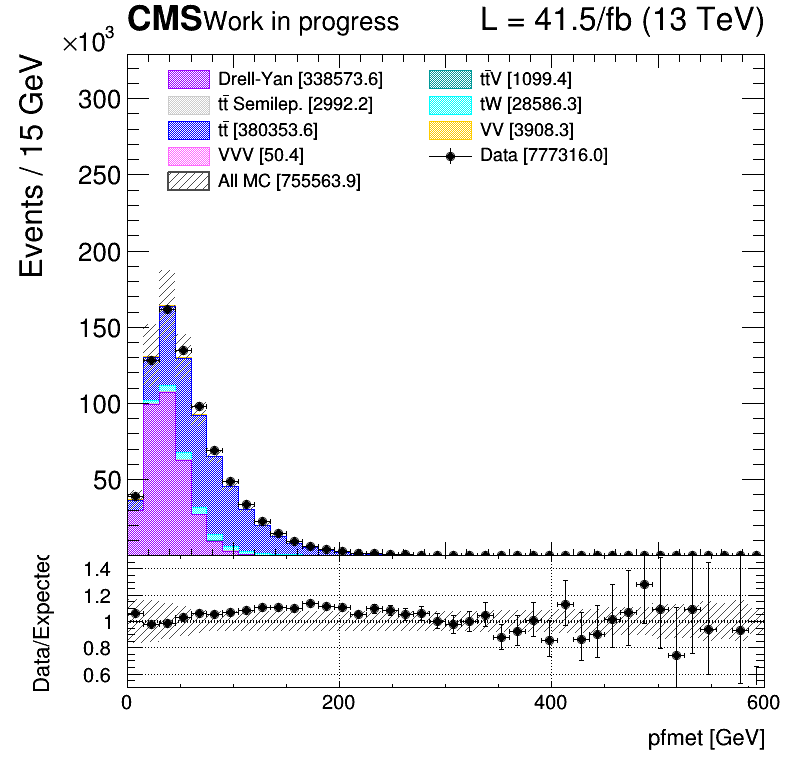 CMS Work in progress L = 41.5/fb (13 TeV)
×10³
Events / 15 GeV
Drell-Yan [338573.6]
tt̄ Semilep. [2992.2]
tt̄ [380353.6]
VVV [50.4]
All MC [755563.9]
tt̄V [1099.4]
tW [28586.3]
VV [3908.3]
Data [777316.0]
300
250
200
150
100
50
Data/Expected
1.4
1.2
1
0.8
0.6
0 200 400 600
pfmet [GeV]